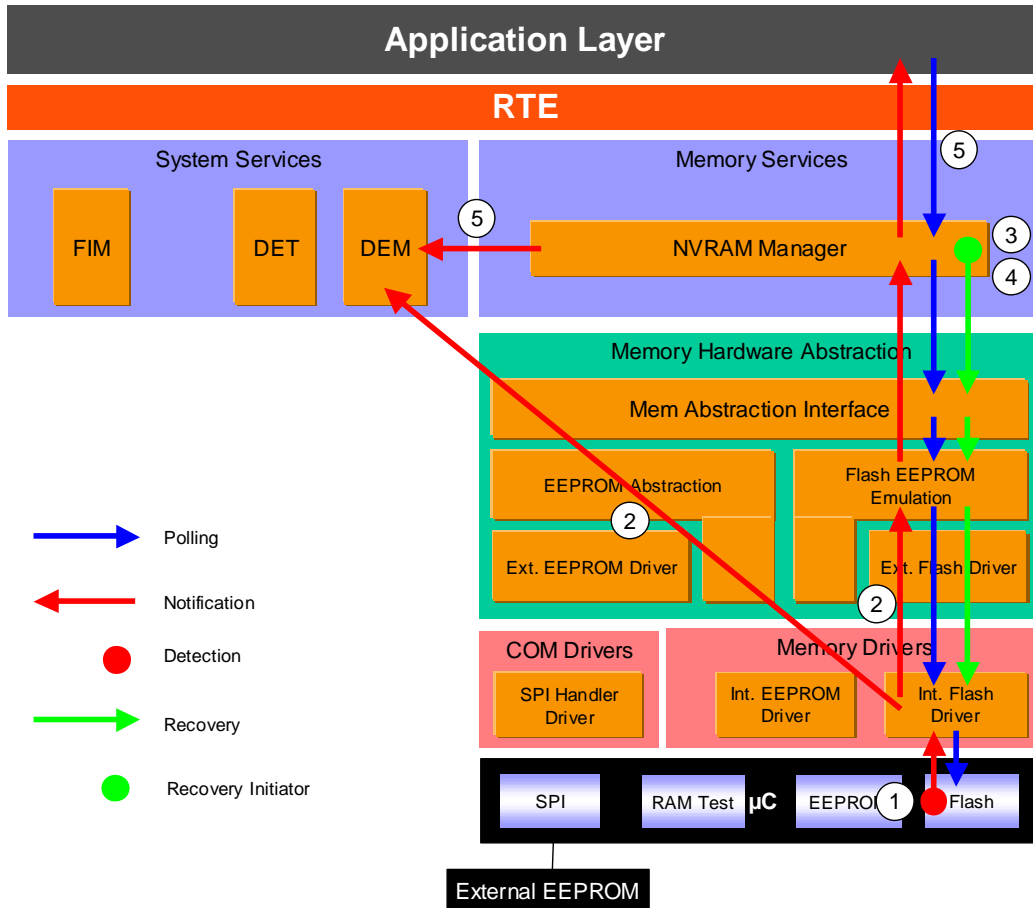 Application Layer
RTE
System Services
Memory Services
5
FIM
DET
DEM
5
NVRAM Manager
3
4
Memory Hardware Abstraction
Mem Abstraction Interface
EEPROM Abstraction
Flash EEPROM
Emulation
2
Ext. EEPROM Driver
Ext. Flash Driver
2
Polling
Notification
Detection
Recovery
Recovery Initiator
COM Drivers
Memory Drivers
SPI Handler
Driver
Int. EEPROM
Driver
Int. Flash
Driver
SPI
RAM Test
µC
EEPROM
1
Flash
External EEPROM